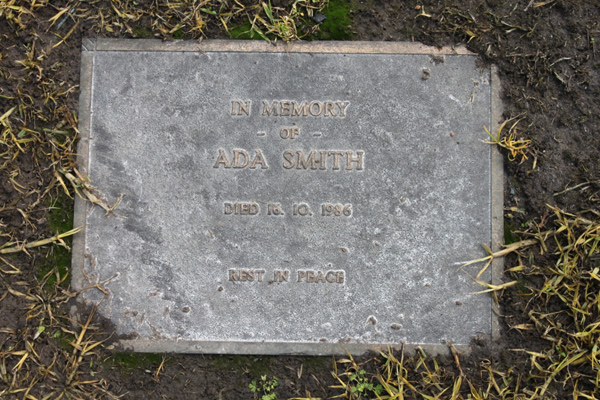 IN MEMORY
- OF -
ADA SMITH
DIED 16. 10. 1986
REST IN PEACE